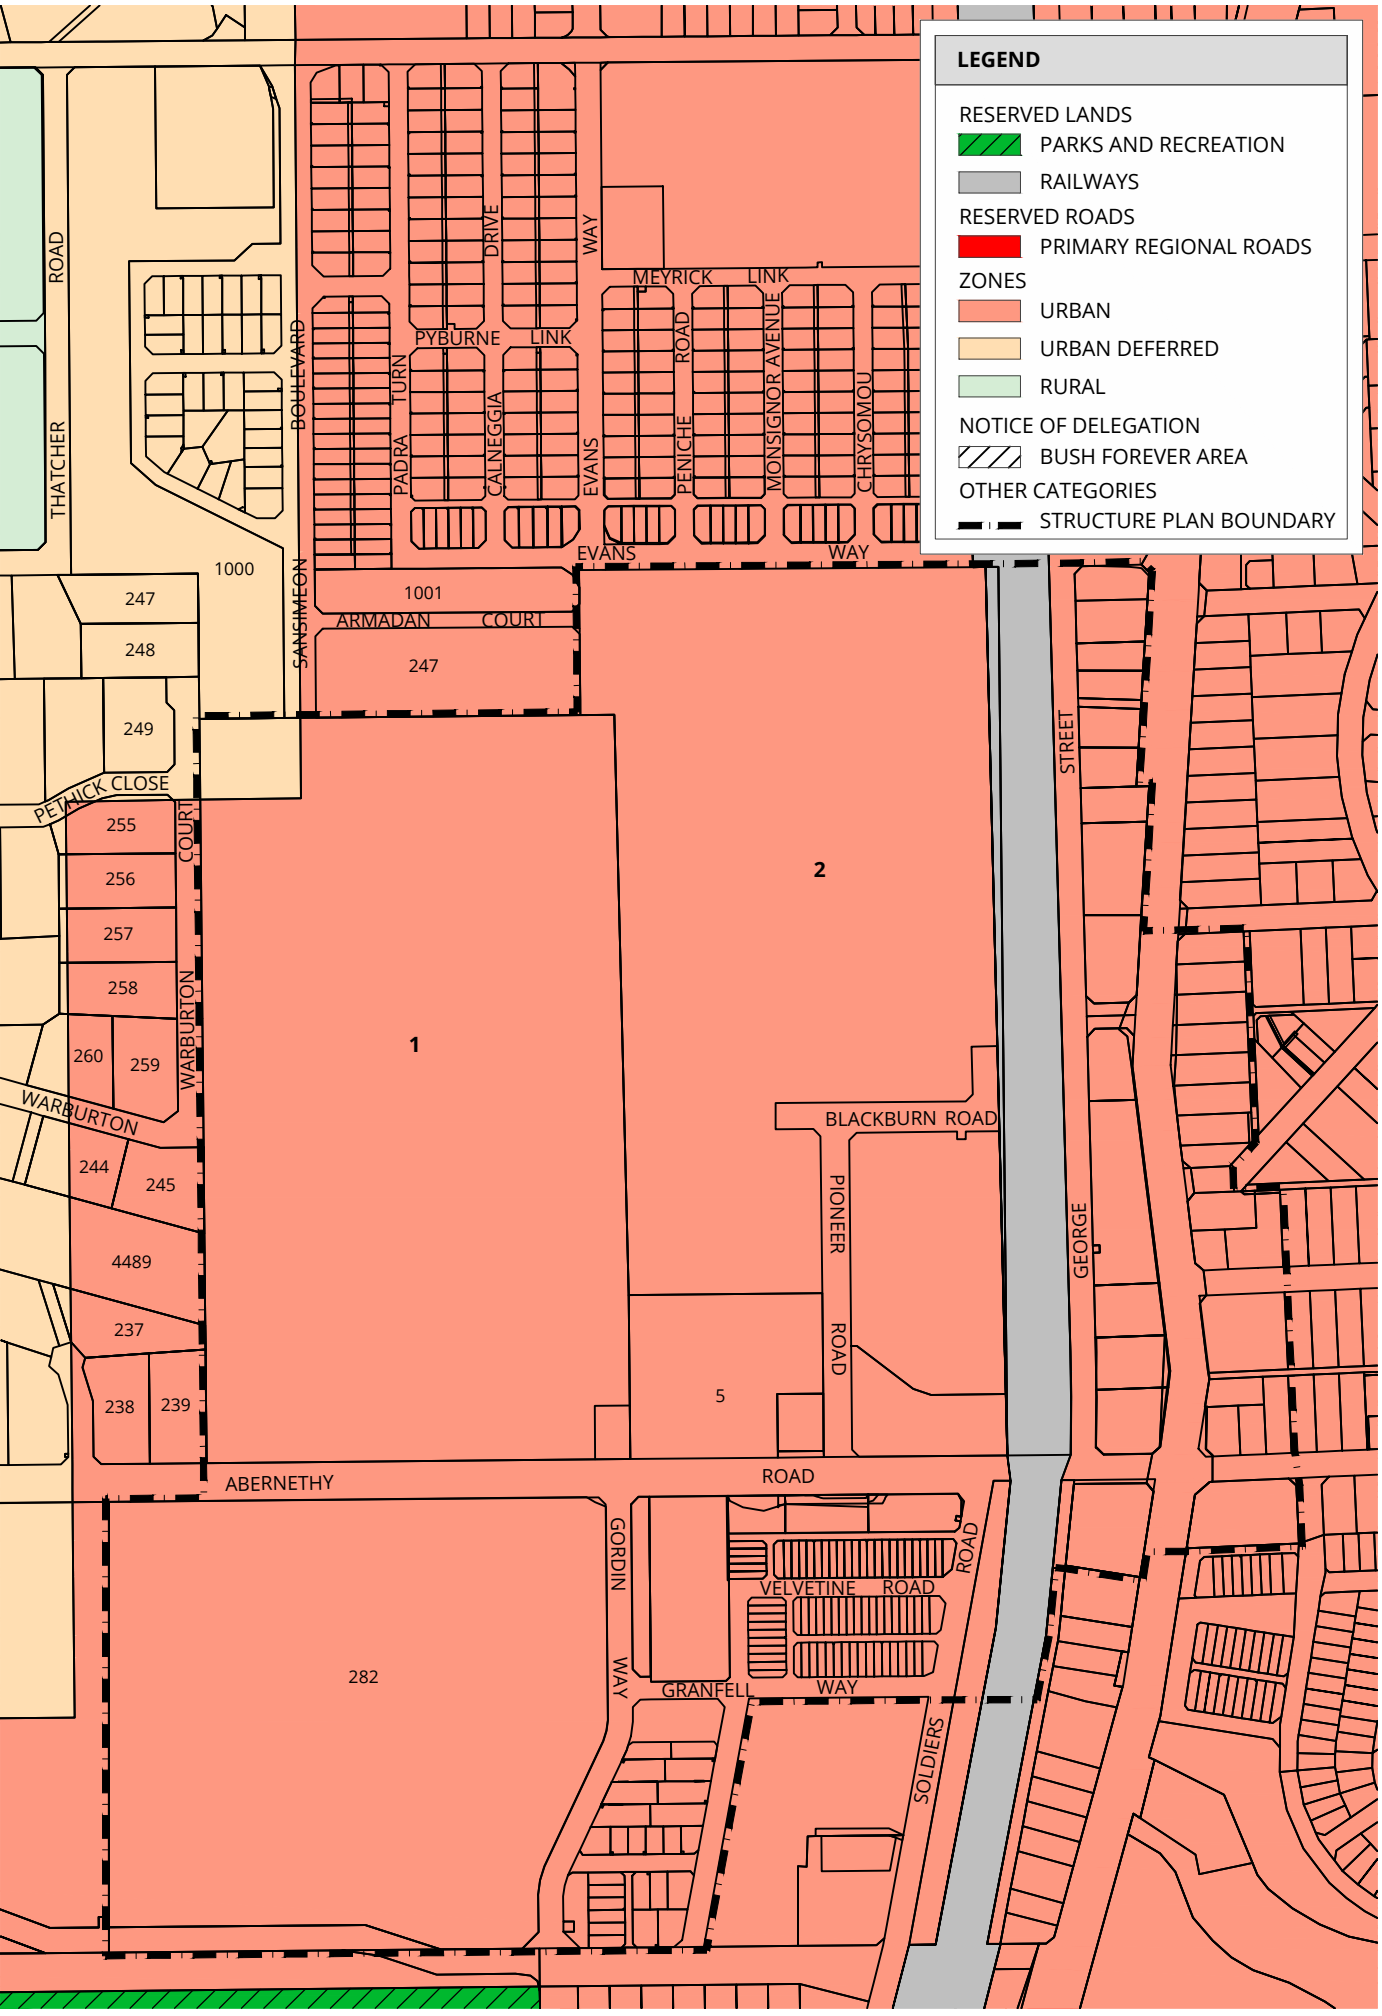 LEGEND
RESERVED LANDS
PARKS AND RECREATION
RAILWAYS
RESERVED ROADS
PRIMARY REGIONAL ROADS
ZONES
URBAN
URBAN DEFERRED
RURAL
NOTICE OF DELEGATION
BUSH FOREVER AREA
OTHER CATEGORIES
STRUCTURE PLAN BOUNDARY
THATCHER ROAD
SANSIMEON BOULEVARD
PADRA TURN
CALNEGGIA DRIVE
EVANS WAY
MEYRICK LINK
PYBURNE LINK
PENICHE ROAD
MONSIGNOR AVENUE
CHRYSOMOU
EVANS WAY
1000
1001
ARMADAN COURT
247
247
248
249
PETHICK CLOSE
WARBURTON COURT
255
256
257
258
260
259
WARBURTON
244
245
4489
237
238
239
1
2
STREET
GEORGE
BLACKBURN ROAD
PIONEER ROAD
5
ABERNETHY ROAD
GORDIN WAY
VELVETINE ROAD
GRANFELL WAY
SOLDIERS ROAD
282